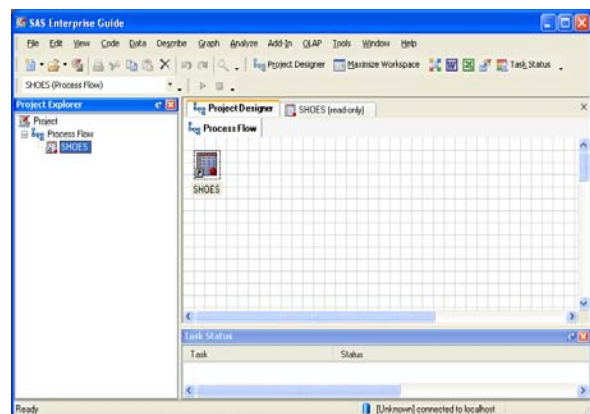 SAS Enterprise Guide
File Edit View Code Data Describe Graph Analyze Add-In OLAP Tools Window Help
Project Designer Maximize Workspace Task Status
SHOES (Process Flow)
Project Explorer
Project
Process Flow
SHOES
Project Designer SHOES (read-only)
Process Flow
SHOES
Task Status
Task Status
Ready [Unknown] connected to localhost